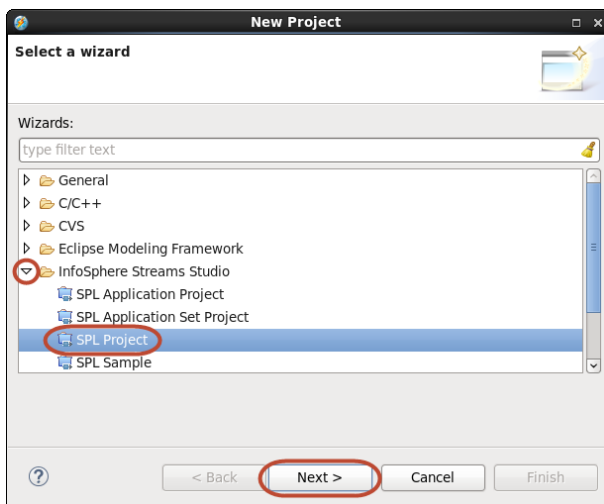 New Project
Select a wizard
Wizards:
type filter text
General
C/C++
CVS
Eclipse Modeling Framework
InfoSphere Streams Studio
SPL Application Project
SPL Application Set Project
SPL Project
SPL Sample
? < Back Next > Cancel Finish